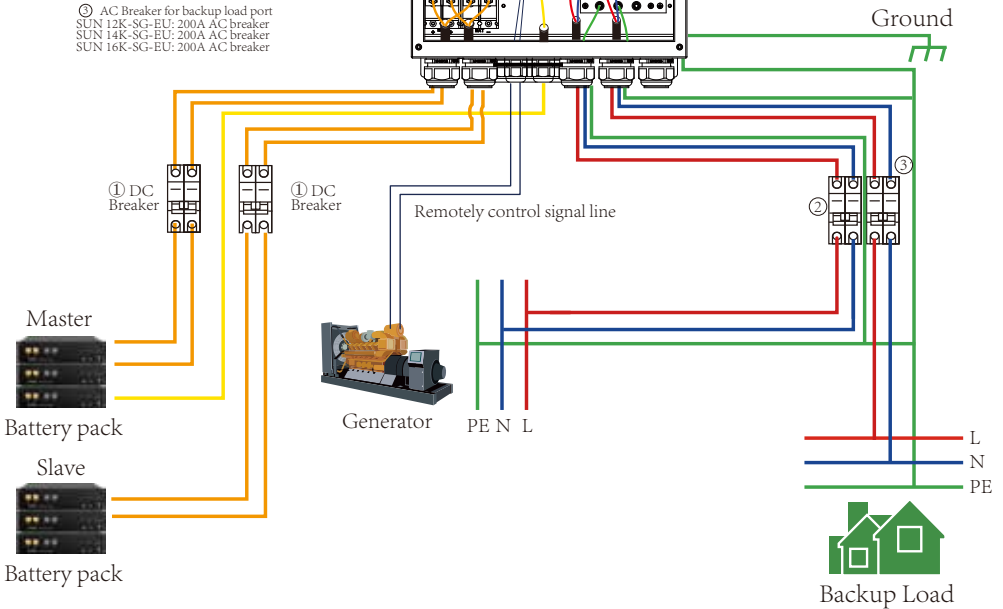 ③ AC Breaker for backup load port
SUN 12K-SG-EU: 200A AC breaker
SUN 14K-SG-EU: 200A AC breaker
SUN 16K-SG-EU: 200A AC breaker
Ground
① DC
Breaker
① DC
Breaker
③
②
Remotely control signal line
Master
Battery pack
Generator
PE N L
L
N
PE
Slave
Battery pack
Backup Load